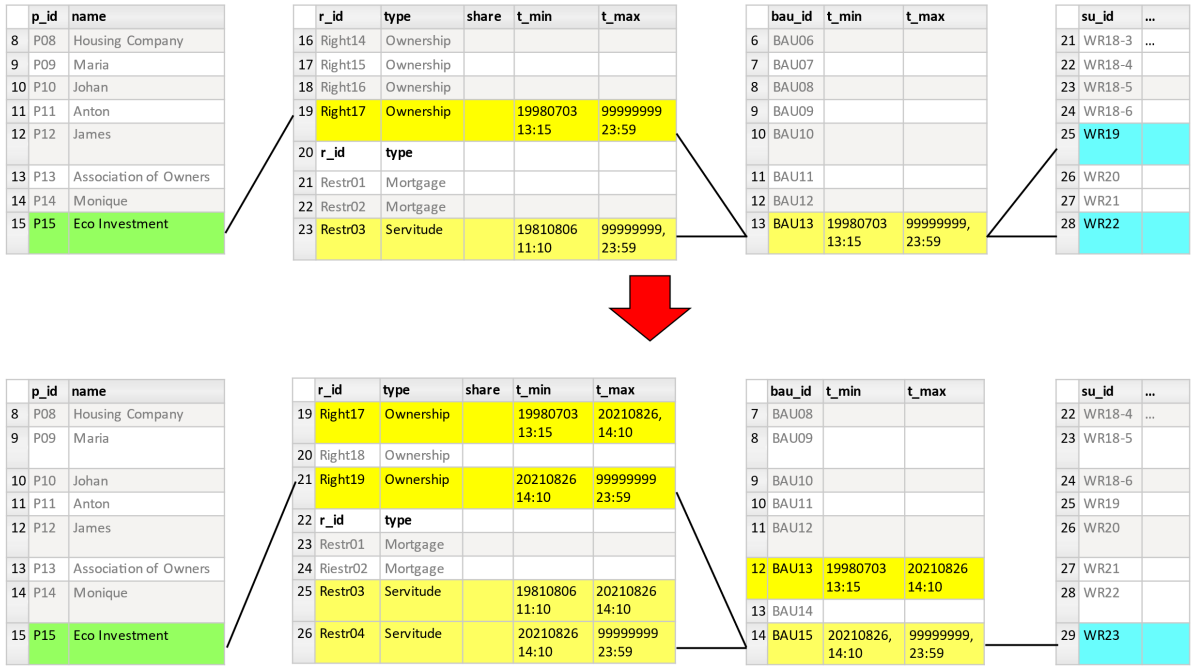 p_id name
8 P08 Housing Company
9 P09 Maria
10 P10 Johan
11 P11 Anton
12 P12 James
13 P13 Association of Owners
14 P14 Monique
15 P15 Eco Investment
r_id type share t_min t_max
16 Right14 Ownership
17 Right15 Ownership
18 Right16 Ownership
19 Right17 Ownership 19980703 99999999
13:15 23:59
20 r_id type
21 Restr01 Mortgage
22 Restr02 Mortgage
23 Restr03 Servitude 19810806 99999999,
11:10 23:59
bau_id t_min t_max
6 BAU06
7 BAU07
8 BAU08
9 BAU09
10 BAU10
11 BAU11
12 BAU12
13 BAU13 19980703 99999999,
13:15 23:59
su_id ...
21 WR18-3 ...
22 WR18-4
23 WR18-5
24 WR18-6
25 WR19
26 WR20
27 WR21
28 WR22
p_id name
8 P08 Housing Company
9 P09 Maria
10 P10 Johan
11 P11 Anton
12 P12 James
13 P13 Association of Owners
14 P14 Monique
15 P15 Eco Investment
r_id type share t_min t_max
19 Right17 Ownership 19980703 20210826,
13:15 14:10
20 Right18 Ownership
21 Right19 Ownership 20210826 99999999
14:10 23:59
22 r_id type
23 Restr01 Mortgage
24 Riestr02 Mortgage
25 Restr03 Servitude 19810806 20210826
11:10 14:10
26 Restr04 Servitude 20210826 99999999
14:10 23:59
bau_id t_min t_max
7 BAU08
8 BAU09
9 BAU10
10 BAU11
11 BAU12
12 BAU13 19980703 20210826
13:15 14:10
13 BAU14
14 BAU15 20210826, 99999999,
14:10 23:59
su_id ...
22 WR18-4 ...
23 WR18-5
24 WR18-6
25 WR19
26 WR20
27 WR21
28 WR22
29 WR23